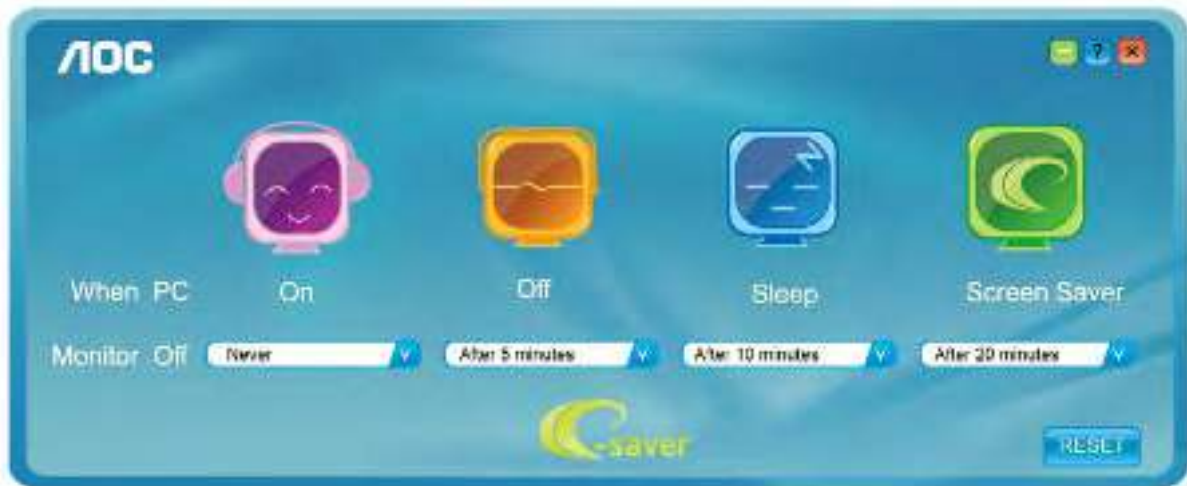 AOC
?
When PC On Off Sleep Screen Saver
Monitor Off Never After 5 minutes After 10 minutes After 20 minutes
e-saver
RESET